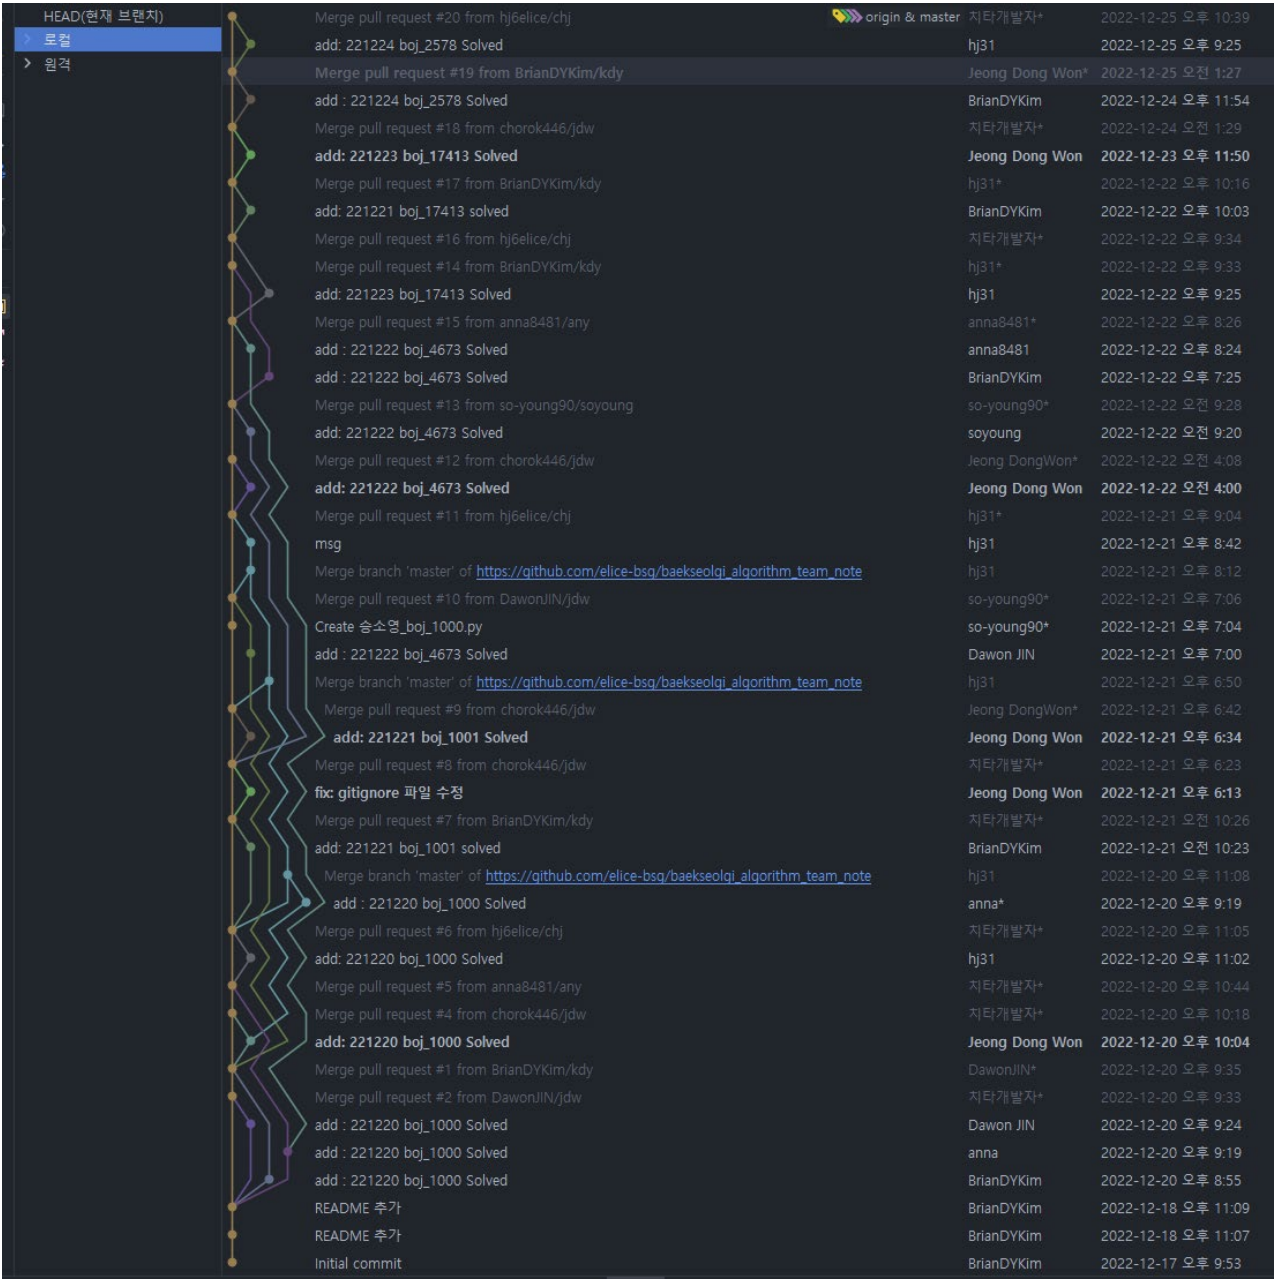 HEAD(현재 브랜치)
로컬
원격
Merge pull request #20 from hj6elice/chj origin & master 치타개발자* 2022-12-25 오후 10:39
add: 221224 boj_2578 Solved hj31 2022-12-25 오후 9:25
Merge pull request #19 from BrianDYKim/kdy Jeong Dong Won* 2022-12-25 오전 1:27
add : 221224 boj_2578 Solved BrianDYKim 2022-12-24 오후 11:54
Merge pull request #18 from chorok446/jdw 치타개발자* 2022-12-24 오전 1:29
add: 221223 boj_17413 Solved Jeong Dong Won 2022-12-23 오후 11:50
Merge pull request #17 from BrianDYKim/kdy hj31* 2022-12-22 오후 10:16
add: 221221 boj_17413 solved BrianDYKim 2022-12-22 오후 10:03
Merge pull request #16 from hj6elice/chj 치타개발자* 2022-12-22 오후 9:34
Merge pull request #14 from BrianDYKim/kdy hj31* 2022-12-22 오후 9:33
add: 221223 boj_17413 Solved hj31 2022-12-22 오후 9:25
Merge pull request #15 from anna8481/any anna8481* 2022-12-22 오후 8:26
add : 221222 boj_4673 Solved anna8481 2022-12-22 오후 8:24
add : 221222 boj_4673 Solved BrianDYKim 2022-12-22 오후 7:25
Merge pull request #13 from so-young90/soyoung so-young90* 2022-12-22 오전 9:28
add: 221222 boj_4673 Solved soyoung 2022-12-22 오전 9:20
Merge pull request #12 from chorok446/jdw Jeong DongWon* 2022-12-22 오전 4:08
add: 221222 boj_4673 Solved Jeong Dong Won 2022-12-22 오전 4:00
Merge pull request #11 from hj6elice/chj hj31* 2022-12-21 오후 9:04
msg hj31 2022-12-21 오후 8:42
Merge branch 'master' of https://github.com/elice-bsg/baekseolgi_algorithm_team_note hj31 2022-12-21 오후 8:12
Merge pull request #10 from DawonJIN/jdw so-young90* 2022-12-21 오후 7:06
Create 승소영_boj_1000.py so-young90* 2022-12-21 오후 7:04
add : 221222 boj_4673 Solved Dawon JIN 2022-12-21 오후 7:00
Merge branch 'master' of https://github.com/elice-bsg/baekseolgi_algorithm_team_note hj31 2022-12-21 오후 6:50
Merge pull request #9 from chorok446/jdw Jeong DongWon* 2022-12-21 오후 6:42
add: 221221 boj_1001 Solved Jeong Dong Won 2022-12-21 오후 6:34
Merge pull request #8 from chorok446/jdw 치타개발자* 2022-12-21 오후 6:23
fix: gitignore 파일 수정 Jeong Dong Won 2022-12-21 오후 6:13
Merge pull request #7 from BrianDYKim/kdy 치타개발자* 2022-12-21 오전 10:26
add: 221221 boj_1001 solved BrianDYKim 2022-12-21 오전 10:23
Merge branch 'master' of https://github.com/elice-bsg/baekseolgi_algorithm_team_note hj31 2022-12-20 오후 11:08
add : 221220 boj_1000 Solved anna* 2022-12-20 오후 9:19
Merge pull request #6 from hj6elice/chj 치타개발자* 2022-12-20 오후 11:05
add: 221220 boj_1000 Solved hj31 2022-12-20 오후 11:02
Merge pull request #5 from anna8481/any 치타개발자* 2022-12-20 오후 10:44
Merge pull request #4 from chorok446/jdw 치타개발자* 2022-12-20 오후 10:18
add: 221220 boj_1000 Solved Jeong Dong Won 2022-12-20 오후 10:04
Merge pull request #1 from BrianDYKim/kdy DawonJIN* 2022-12-20 오후 9:35
Merge pull request #2 from DawonJIN/jdw 치타개발자* 2022-12-20 오후 9:33
add : 221220 boj_1000 Solved Dawon JIN 2022-12-20 오후 9:24
add : 221220 boj_1000 Solved anna 2022-12-20 오후 9:19
add : 221220 boj_1000 Solved BrianDYKim 2022-12-20 오후 8:55
README 추가 BrianDYKim 2022-12-18 오후 11:09
README 추가 BrianDYKim 2022-12-18 오후 11:07
Initial commit BrianDYKim 2022-12-17 오후 9:53